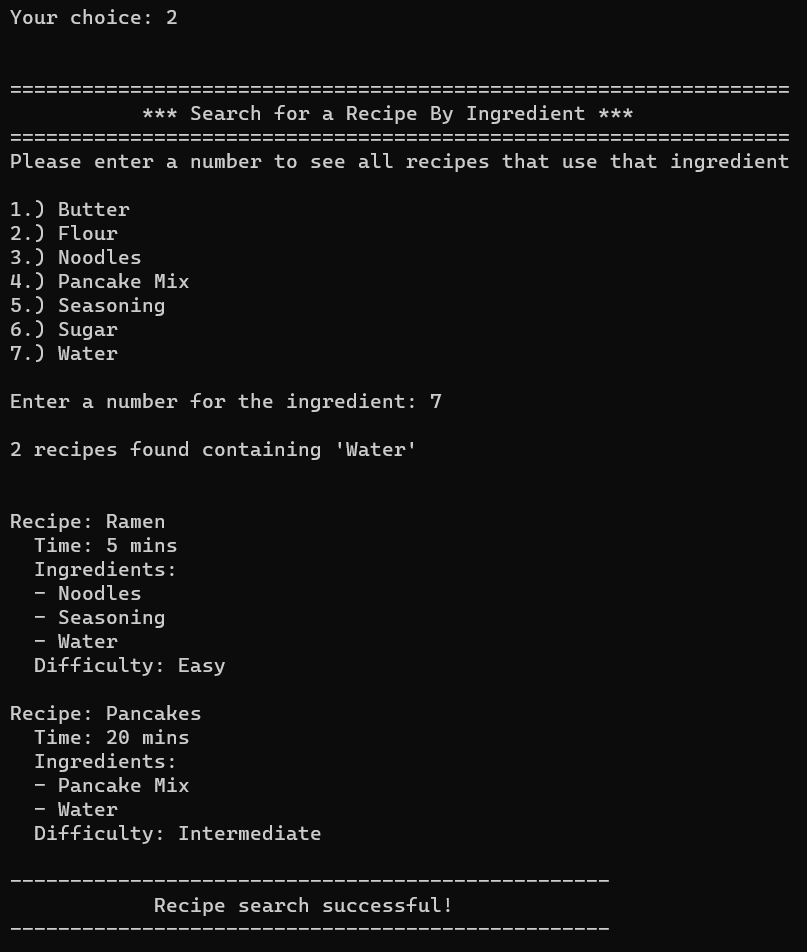 Your choice: 2
=================================================================
*** Search for a Recipe By Ingredient ***
=================================================================
Please enter a number to see all recipes that use that ingredient
1.) Butter
2.) Flour
3.) Noodles
4.) Pancake Mix
5.) Seasoning
6.) Sugar
7.) Water
Enter a number for the ingredient: 7
2 recipes found containing 'Water'
Recipe: Ramen
Time: 5 mins
Ingredients:
- Noodles
- Seasoning
- Water
Difficulty: Easy
Recipe: Pancakes
Time: 20 mins
Ingredients:
- Pancake Mix
- Water
Difficulty: Intermediate
--------------------------------------------------
Recipe search successful!
--------------------------------------------------